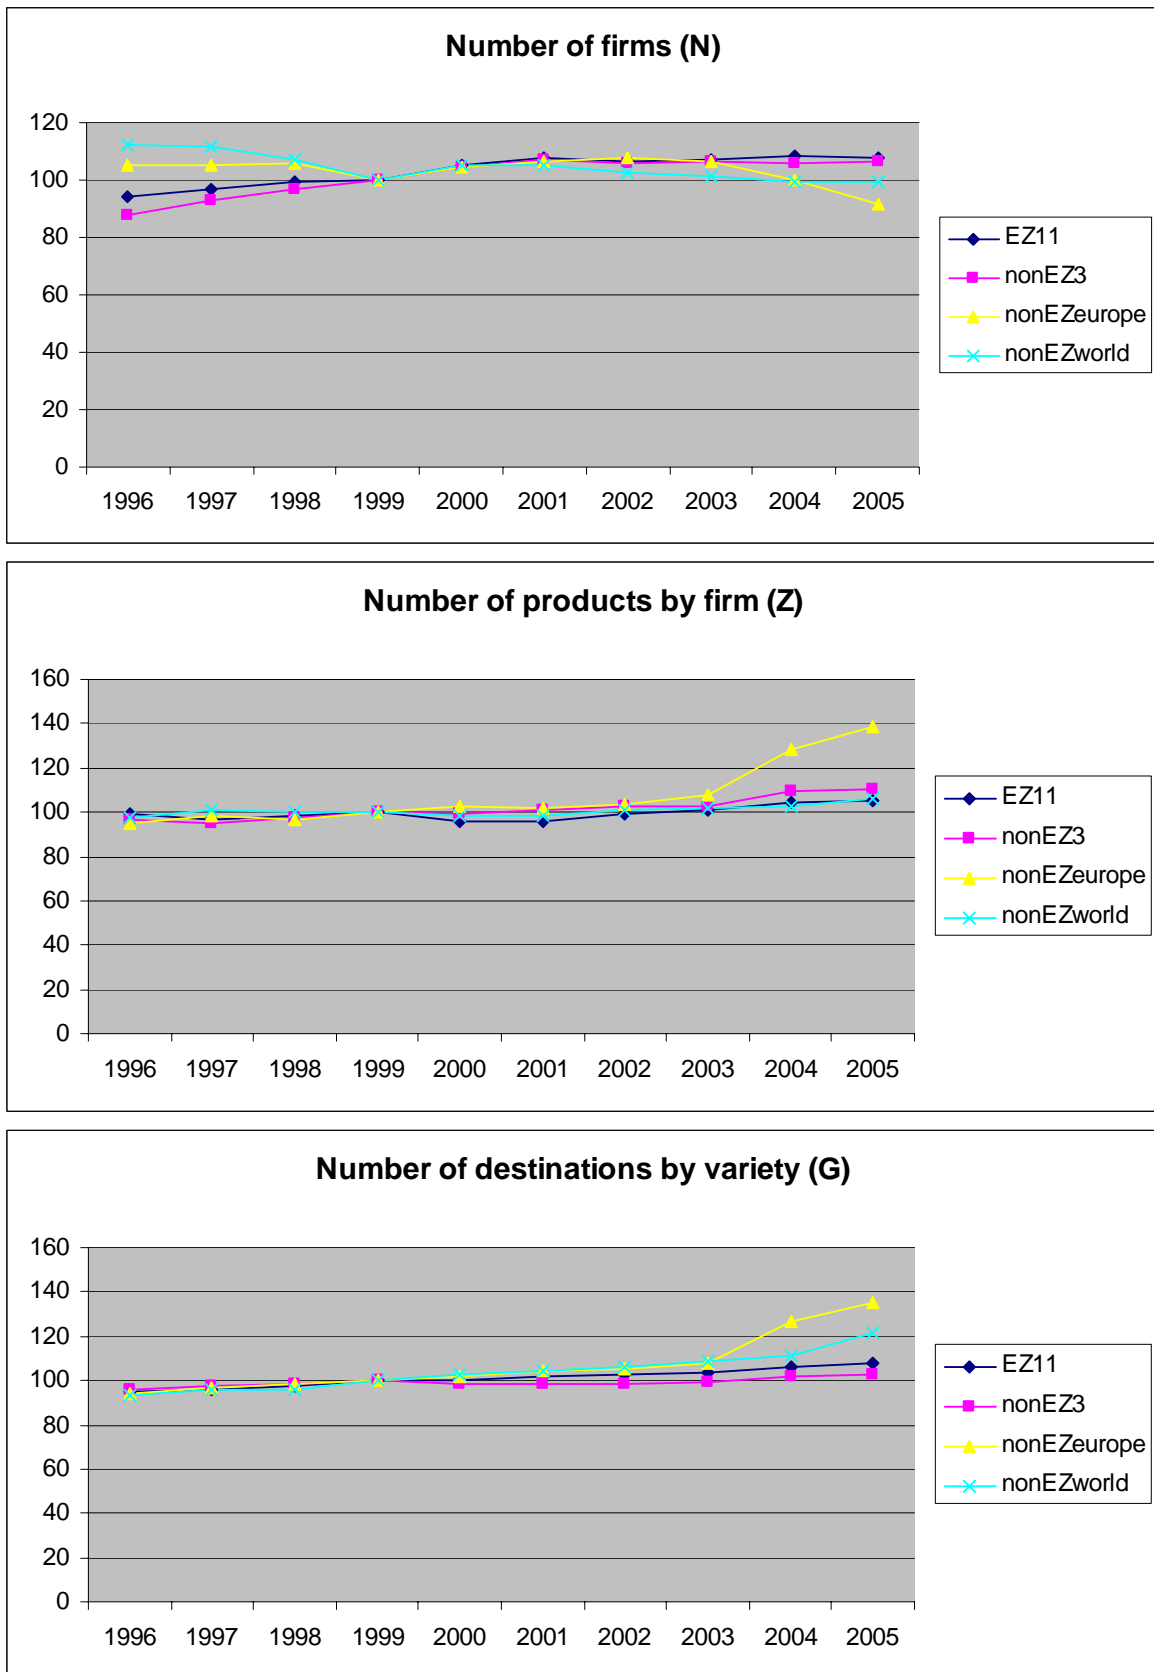 Number of firms (N)
120
100
80
60
40
20
0
1996 1997 1998 1999 2000 2001 2002 2003 2004 2005
EZ11
nonEZ3
nonEZeurope
nonEZworld
Number of products by firm (Z)
160
140
120
100
80
60
40
20
0
1996 1997 1998 1999 2000 2001 2002 2003 2004 2005
EZ11
nonEZ3
nonEZeurope
nonEZworld
Number of destinations by variety (G)
160
140
120
100
80
60
40
20
0
1996 1997 1998 1999 2000 2001 2002 2003 2004 2005
EZ11
nonEZ3
nonEZeurope
nonEZworld